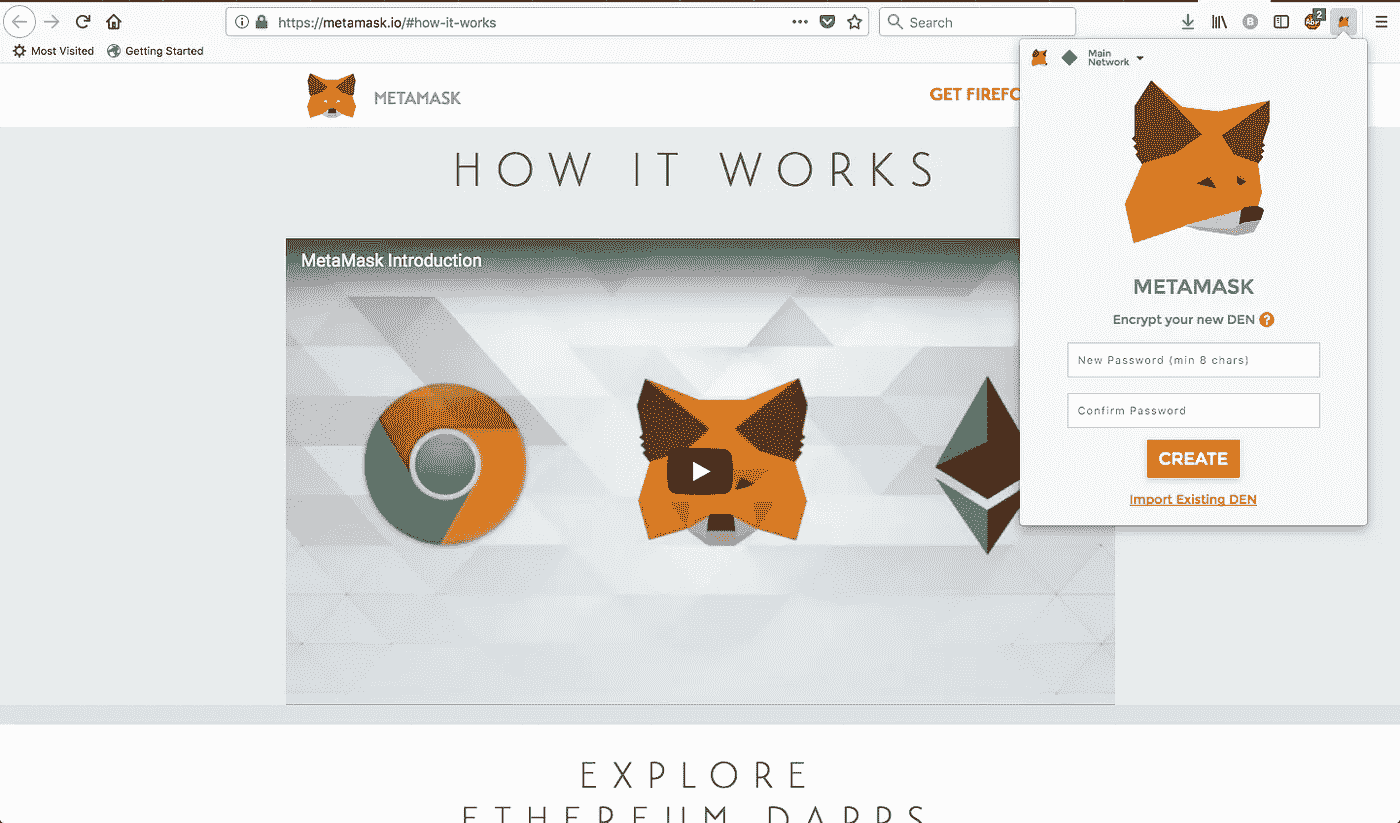 https://metamask.io/#how-it-works
Search
B
2
Most Visited
Getting Started
METAMASK
GET FIREFO
Main
Network
HOW IT WORKS
MetaMask Introduction
METAMASK
Encrypt your new DEN ?
New Password (min 8 chars)
Confirm Password
CREATE
Import Existing DEN
EXPLORE
ETHEREUM DAPPS